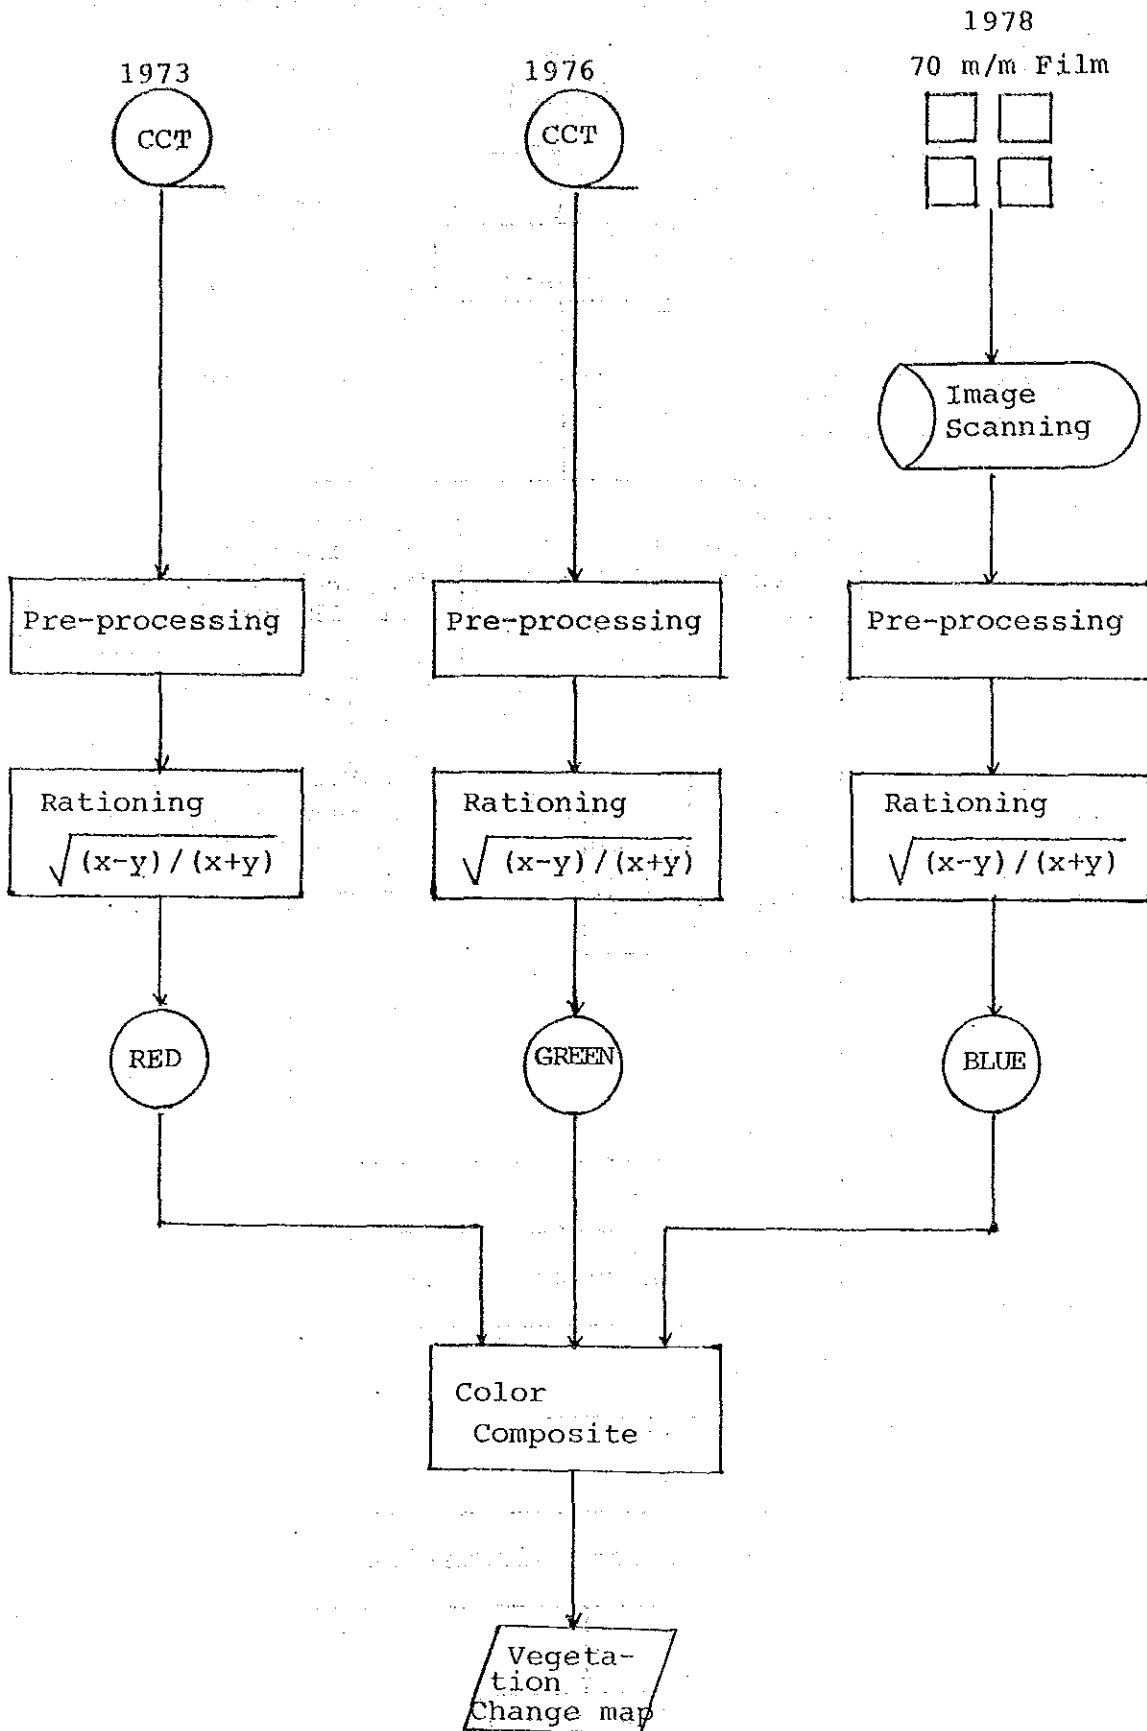 1973
CCT
1976
CCT
1978
70 m/m Film
Image
Scanning
Pre-processing
Pre-processing
Pre-processing
Rationing
√(x-y)/(x+y)
Rationing
√(x-y)/(x+y)
Rationing
√(x-y)/(x+y)
RED
GREEN
BLUE
Color
Composite
Vegeta-
tion
Change map